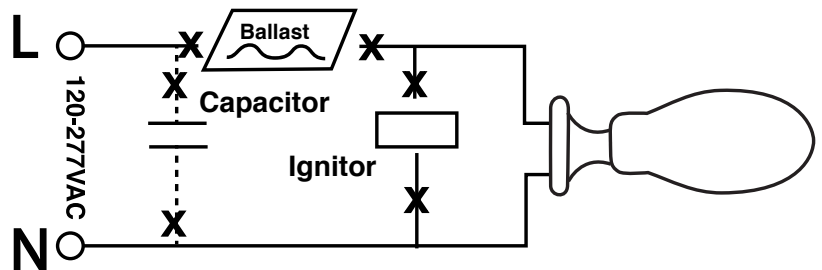 L
Ballast
X
X
X
X
Capacitor
120-277VAC
Ignitor
X
X
N